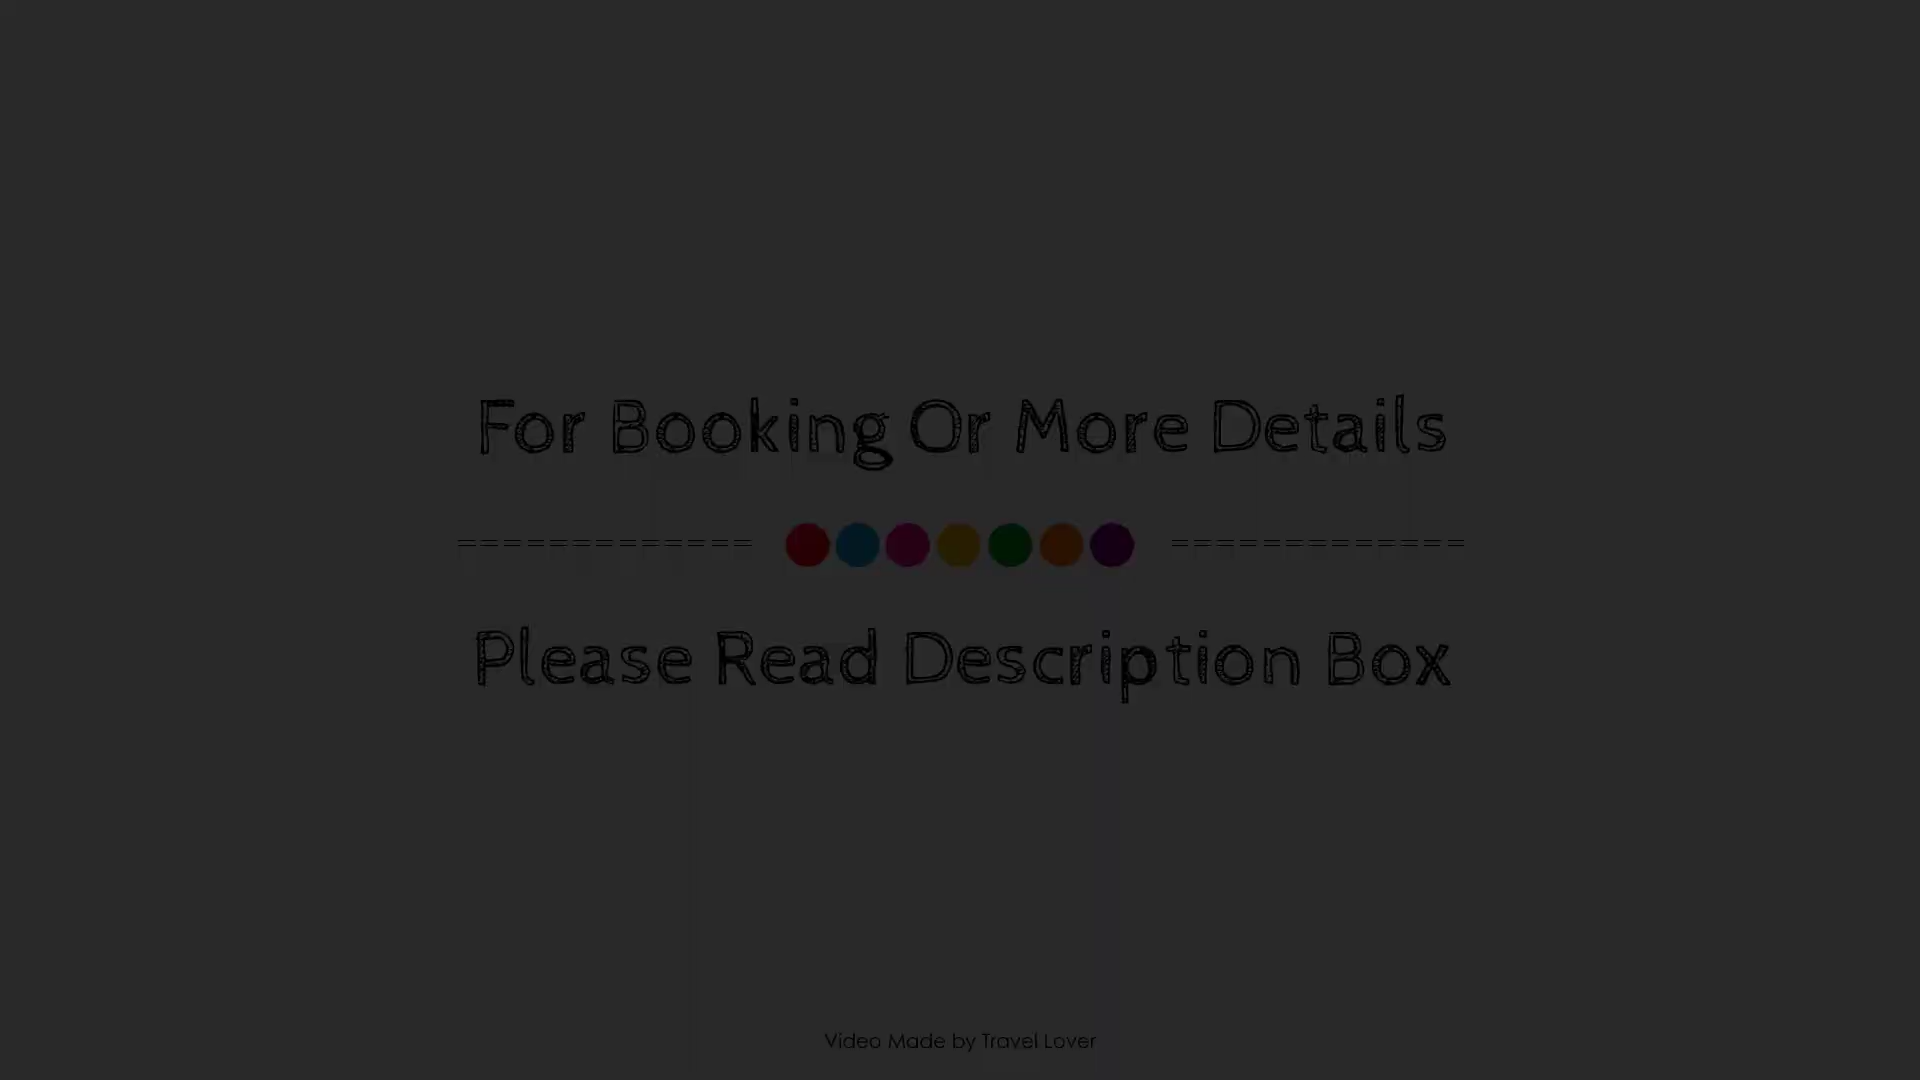 For Booking Or More Details
============= =============
Please Read Description Box
Video Made by Travel Lover